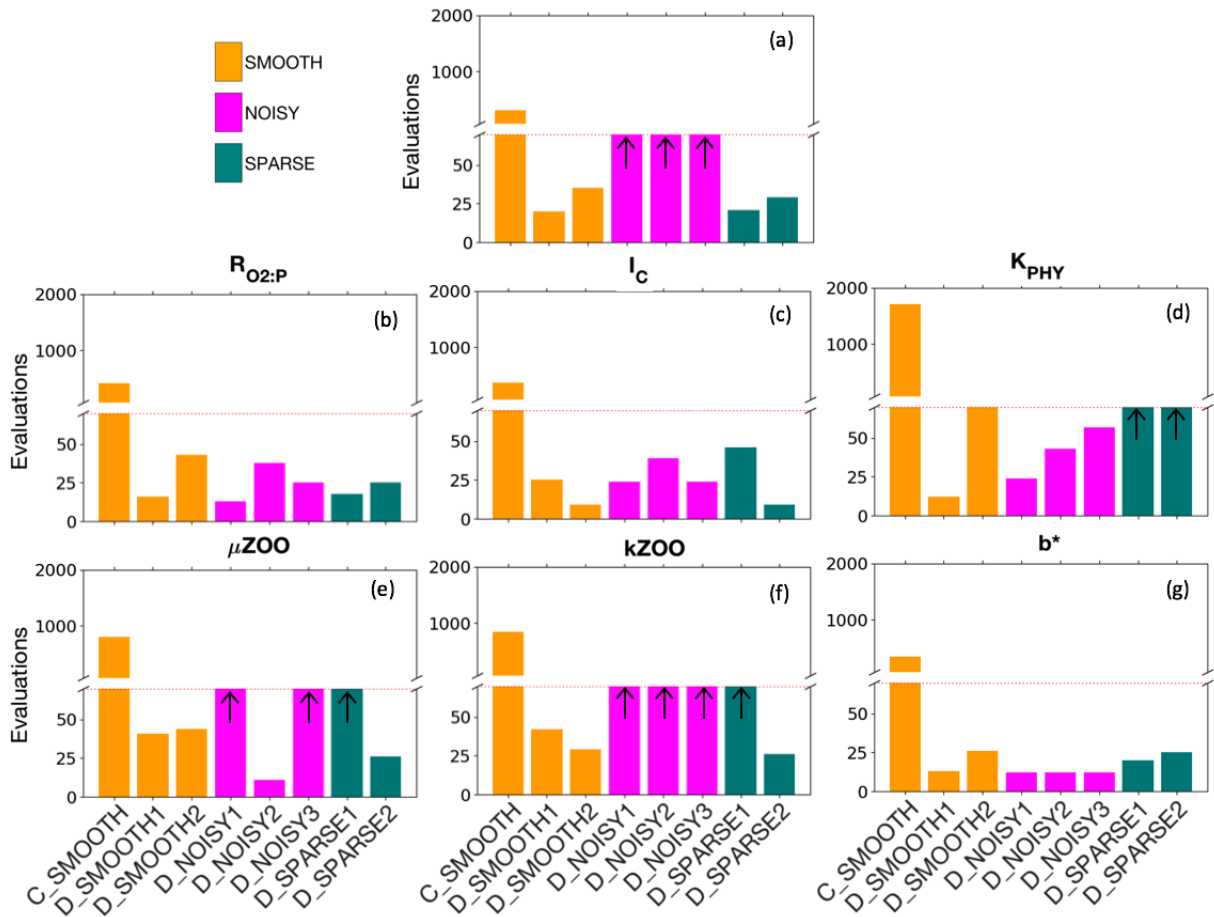 SMOOTH
NOISY
SPARSE
Evaluations
2000
1000
50
25
0
(a)
R_O2:P
Evaluations
2000
1000
50
25
0
(b)
I_C
2000
1000
50
25
0
(c)
K_PHY
2000
1000
50
25
0
(d)
μZOO
Evaluations
2000
1000
50
25
0
(e)
kZOO
2000
1000
50
25
0
(f)
b*
2000
1000
50
25
0
(g)
C_SMOOTH
D_SMOOTH1
D_SMOOTH2
D_NOISY1
D_NOISY2
D_NOISY3
D_SPARSE1
D_SPARSE2
C_SMOOTH
D_SMOOTH1
D_SMOOTH2
D_NOISY1
D_NOISY2
D_NOISY3
D_SPARSE1
D_SPARSE2
C_SMOOTH
D_SMOOTH1
D_SMOOTH2
D_NOISY1
D_NOISY2
D_NOISY3
D_SPARSE1
D_SPARSE2